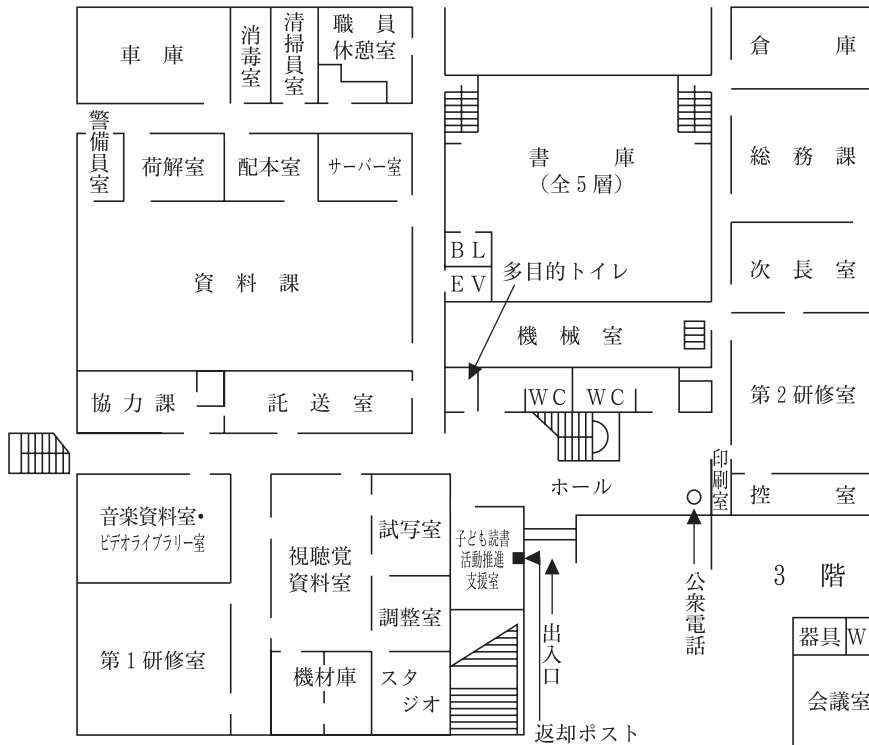 車庫
消毒室
清掃員室
職員
休憩室
倉庫
警備員室
荷解室
配本室
サーバー室
書庫
(全5層)
総務課
資料課
BL
EV
多目的トイレ
次長室
機械室
協力課
託送室
WC
WC
第2研修室
ホール
印刷室
控室
音楽資料室・
ビデオライブラリー室
視聴覚
資料室
試写室
子ども読書
活動推進
支援室
調整室
3階
公衆電話
出入口
器具
W
第1研修室
機材庫
スタ
ジオ
会議室
返却ポスト